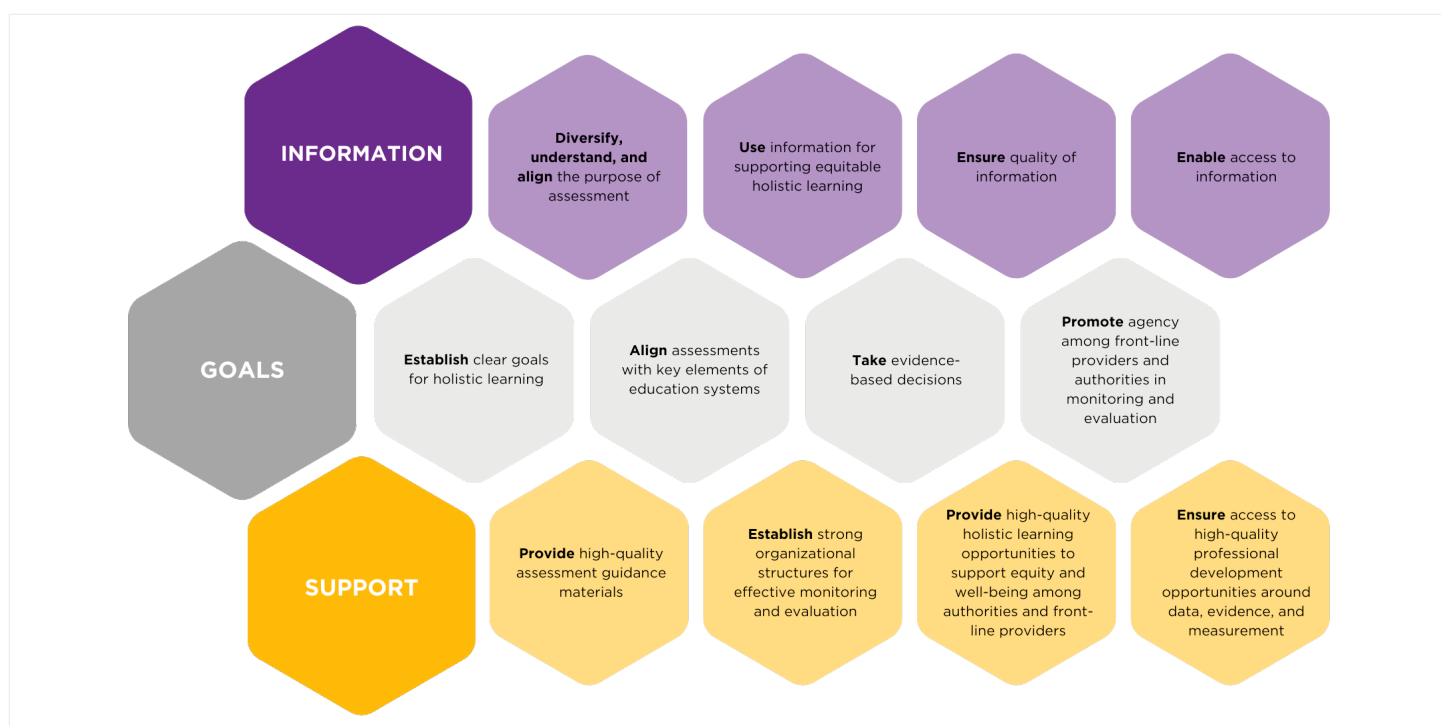 INFORMATION
Diversify,
understand, and
align the purpose of
assessment
Use information for
supporting equitable
holistic learning
Ensure quality of
information
Enable access to
information
GOALS
Establish clear goals
for holistic learning
Align assessments
with key elements of
education systems
Take evidence-
based decisions
Promote agency
among front-line
providers and
authorities in
monitoring and
evaluation
SUPPORT
Provide high-quality
assessment guidance
materials
Establish strong
organizational
structures for
effective monitoring
and evaluation
Provide high-quality
holistic learning
opportunities to
support equity and
well-being among
authorities and front-
line providers
Ensure access to
high-quality
professional
development
opportunities around
data, evidence, and
measurement